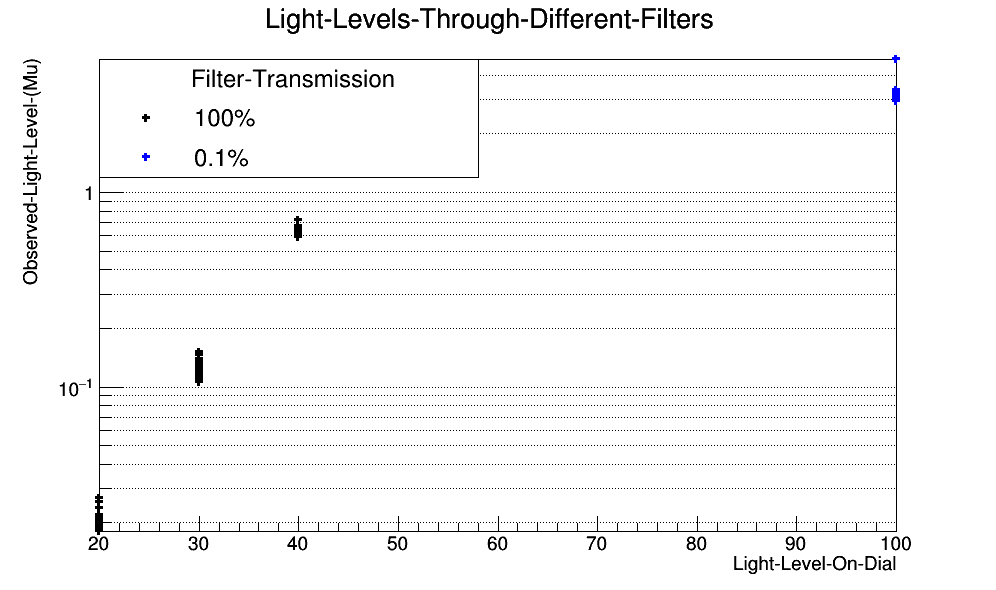 Light-Levels-Through-Different-Filters
Observed-Light-Level-(Mu)
Filter-Transmission
100%
0.1%
1
10⁻¹
20 30 40 50 60 70 80 90 100
Light-Level-On-Dial